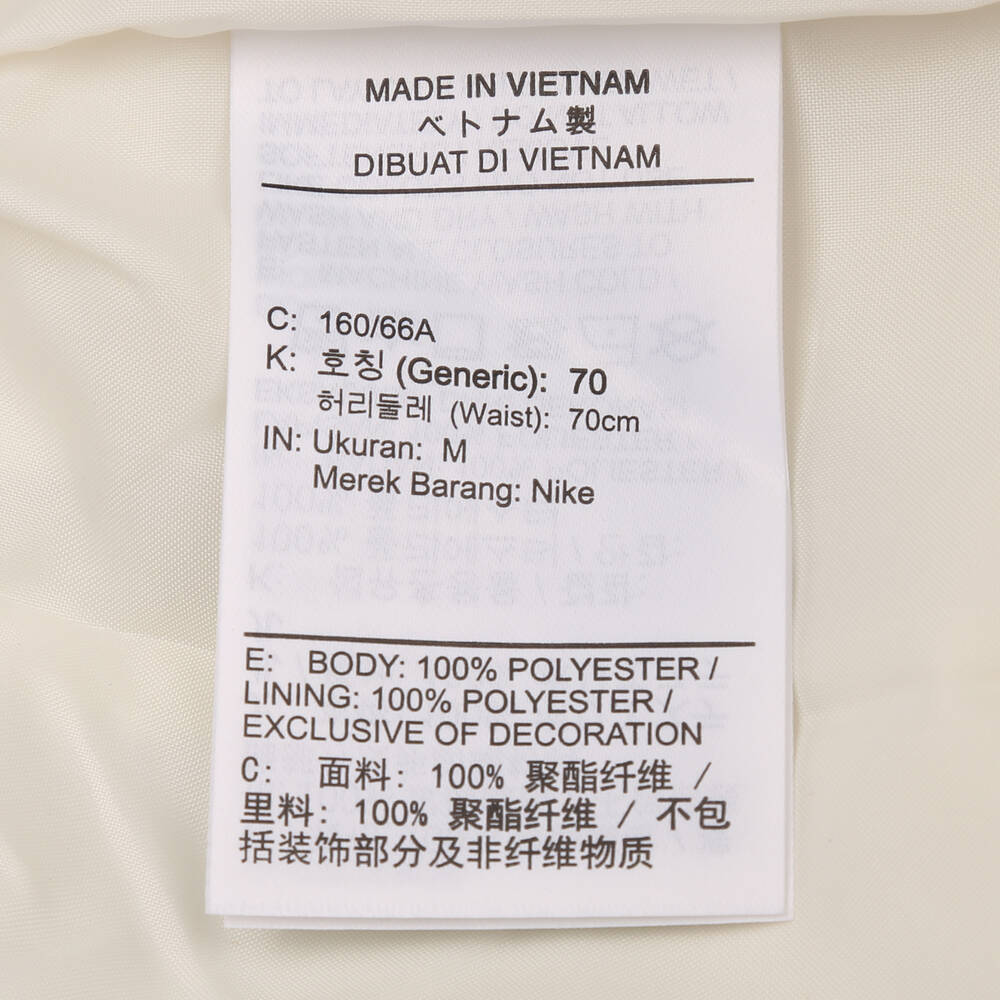 MADE IN VIETNAM
ベトナム製
DIBUAT DI VIETNAM
C: 160/66A
K: 호칭 (Generic): 70
허리둘레 (Waist): 70cm
IN: Ukuran: M
Merek Barang: Nike
E: BODY: 100% POLYESTER /
LINING: 100% POLYESTER /
EXCLUSIVE OF DECORATION
C: 面料: 100% 聚酯纤维 /
里料: 100% 聚酯纤维 / 不包
括装饰部分及非纤维物质